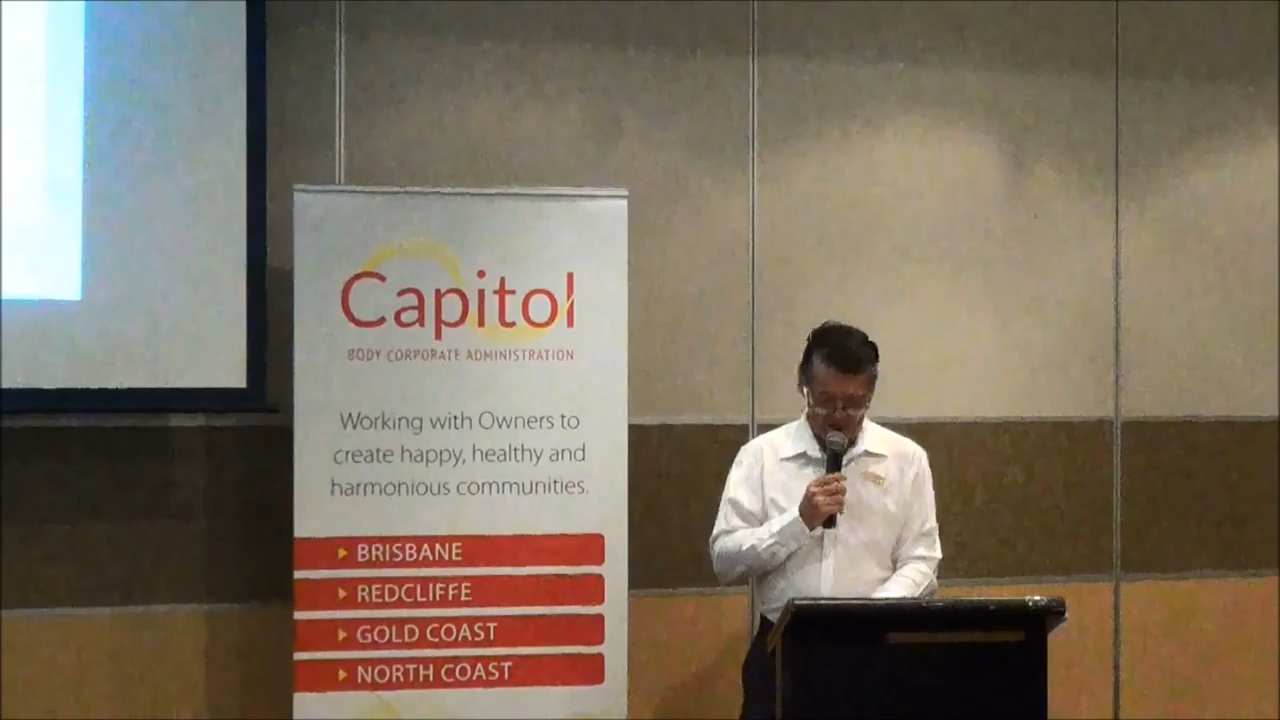 Capitol
BODY CORPORATE ADMINISTRATION
Working with Owners to
create happy, healthy and
harmonious communities.
BRISBANE
REDCLIFFE
GOLD COAST
NORTH COAST